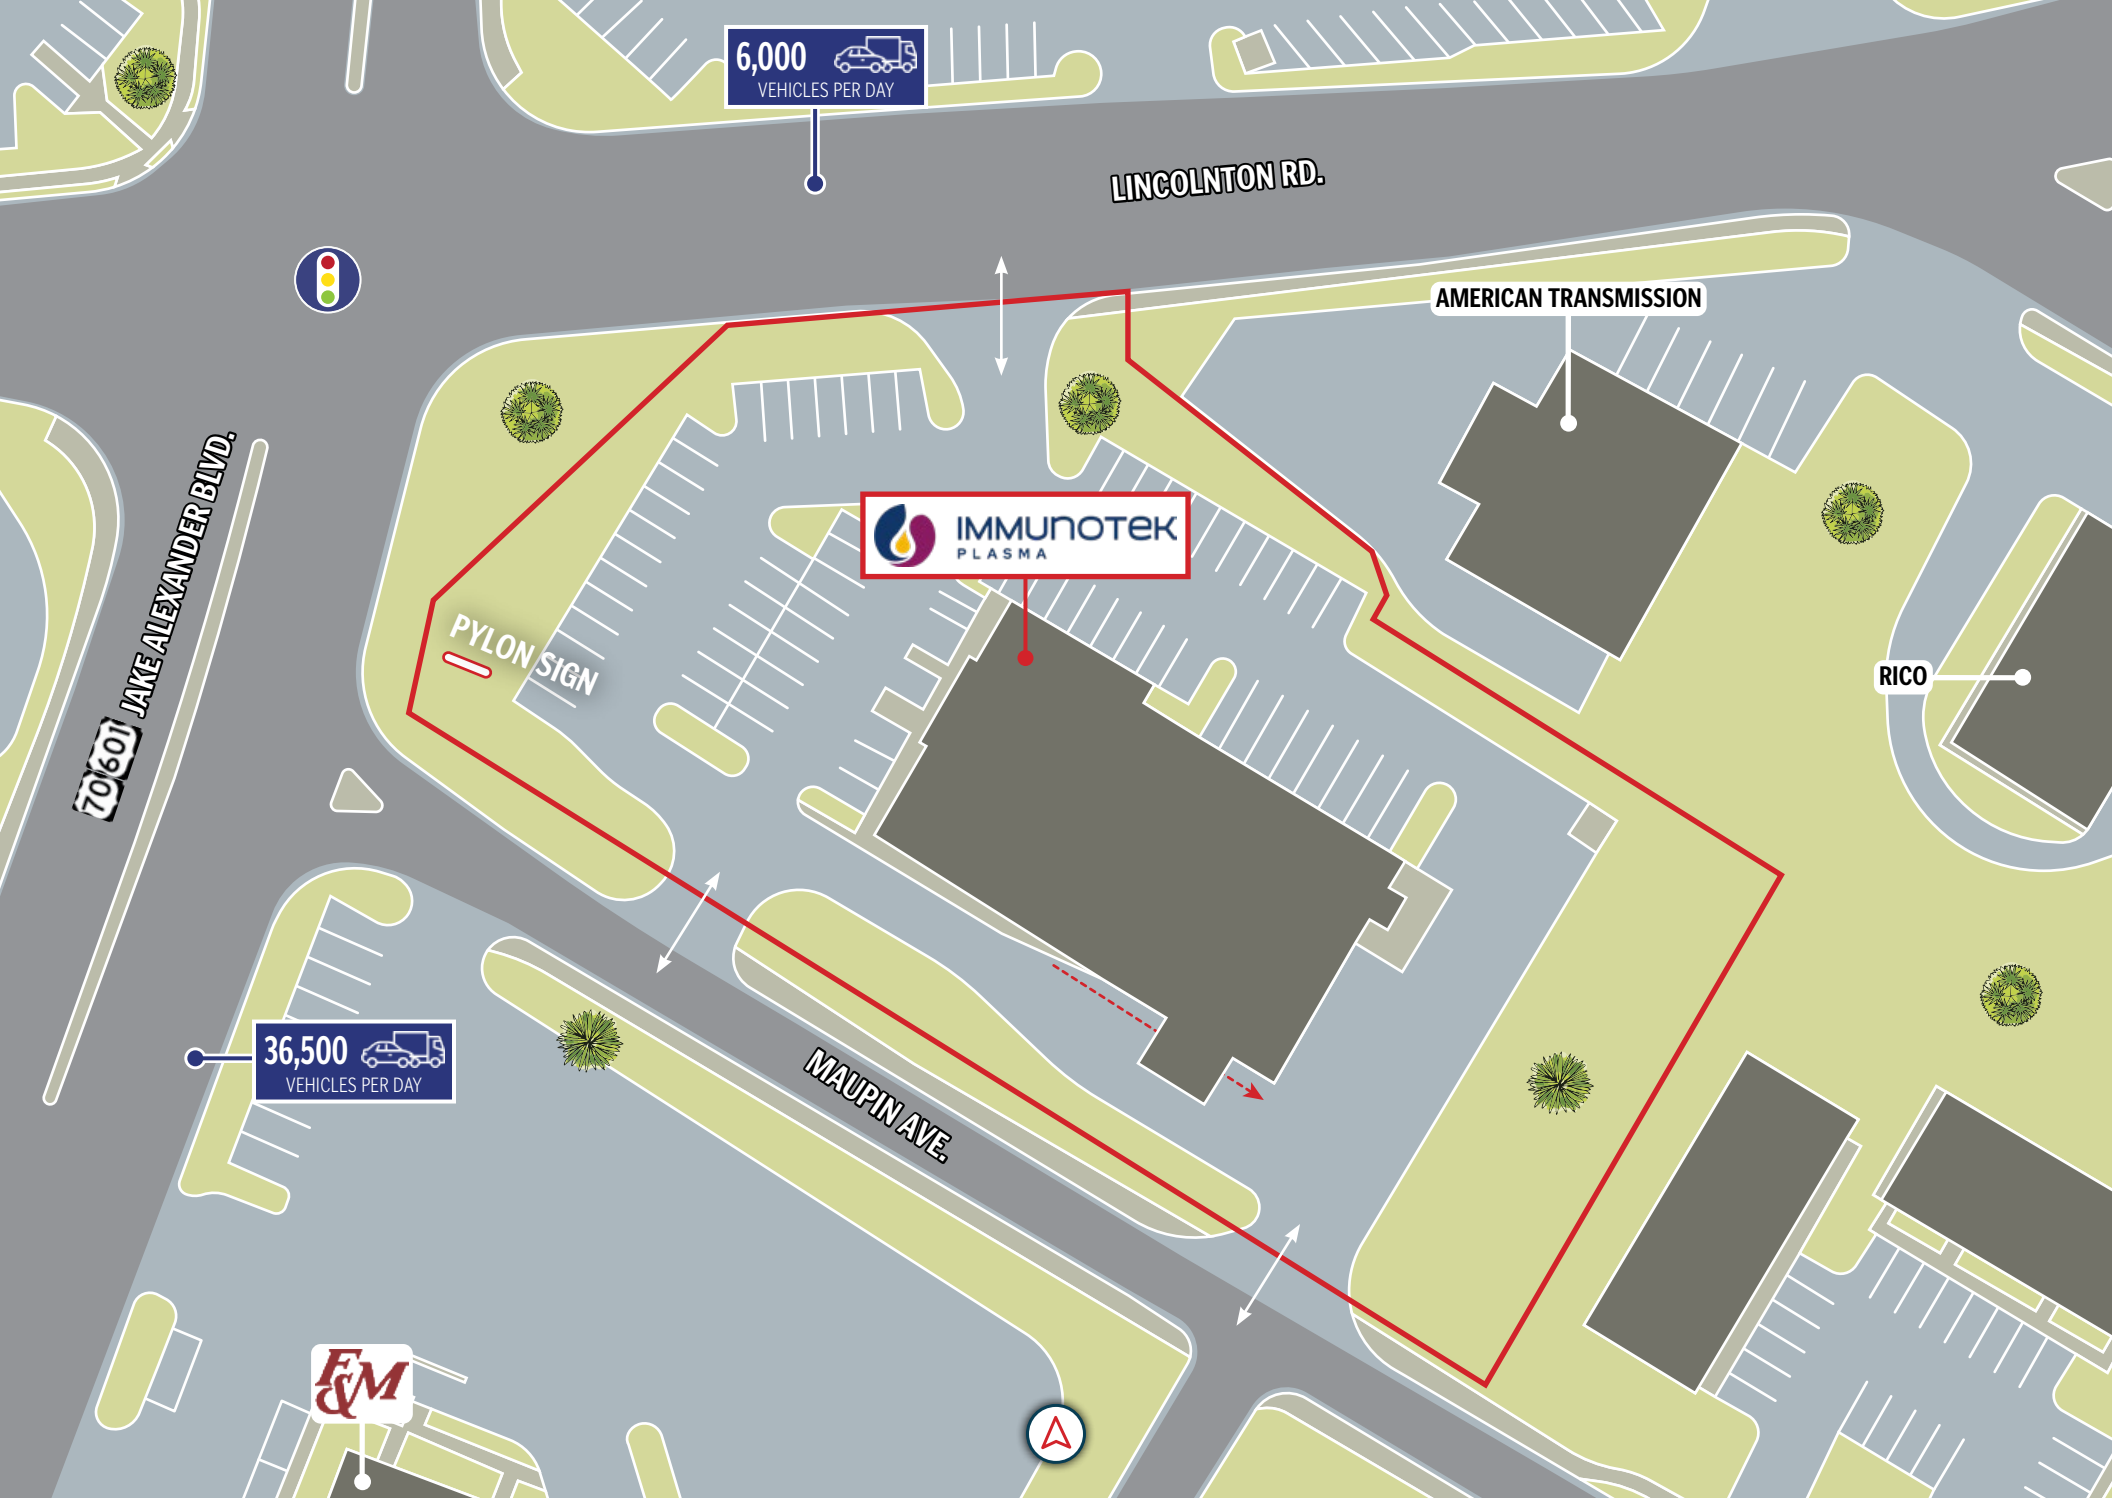 6,000
VEHICLES PER DAY
LINCOLNTON RD.
AMERICAN TRANSMISSION
IMMUNOTEK
PLASMA
JAKE ALEXANDER BLVD.
70 601
PYLON SIGN
RICO
36,500
VEHICLES PER DAY
MAUPIN AVE.
F&M